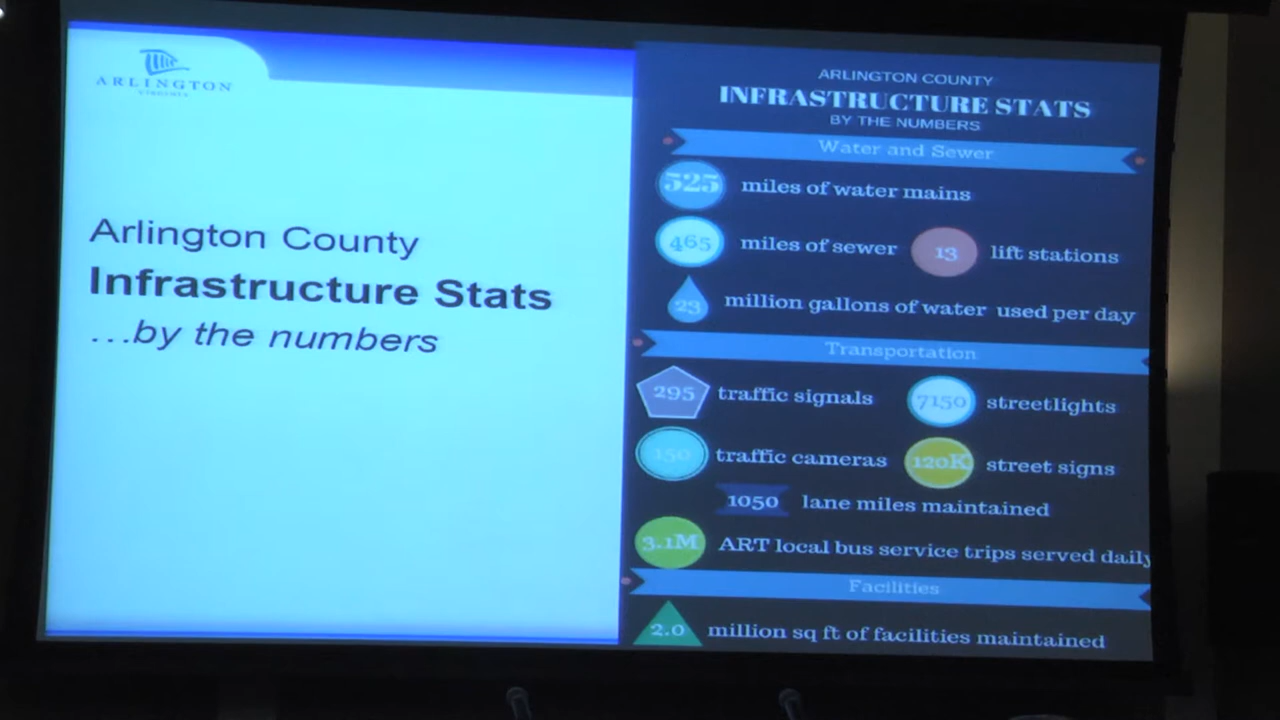 ARLINGTON
VIRGINIA
Arlington County
Infrastructure Stats
...by the numbers
ARLINGTON COUNTY
INFRASTRUCTURE STATS
BY THE NUMBERS
Water and Sewer
525 miles of water mains
465 miles of sewer 13 lift stations
23 million gallons of water used per day
Transportation
295 traffic signals 7150 streetlights
150 traffic cameras 120K street signs
1050 lane miles maintained
3.1M ART local bus service trips served daily
Facilities
2.0 million sq ft of facilities maintained